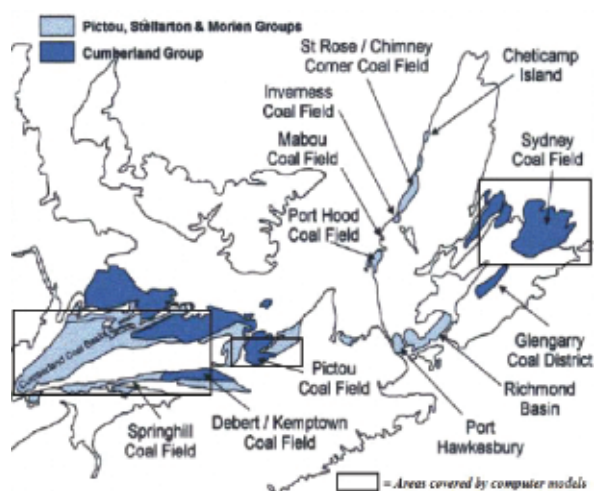 Pictou, Stellarton & Morien Groups
Cumberland Group
St Rose / Chimney
Corner Coal Field
Cheticamp
Island
Inverness
Coal Field
Mabou
Coal Field
Sydney
Coal Field
Port Hood
Coal Field
Cumberland Coal Basin
Glengarry
Coal District
Pictou
Coal Field
Richmond
Basin
Springhill
Coal Field
Debert / Kemptown
Coal Field
Port
Hawkesbury
= Areas covered by computer models